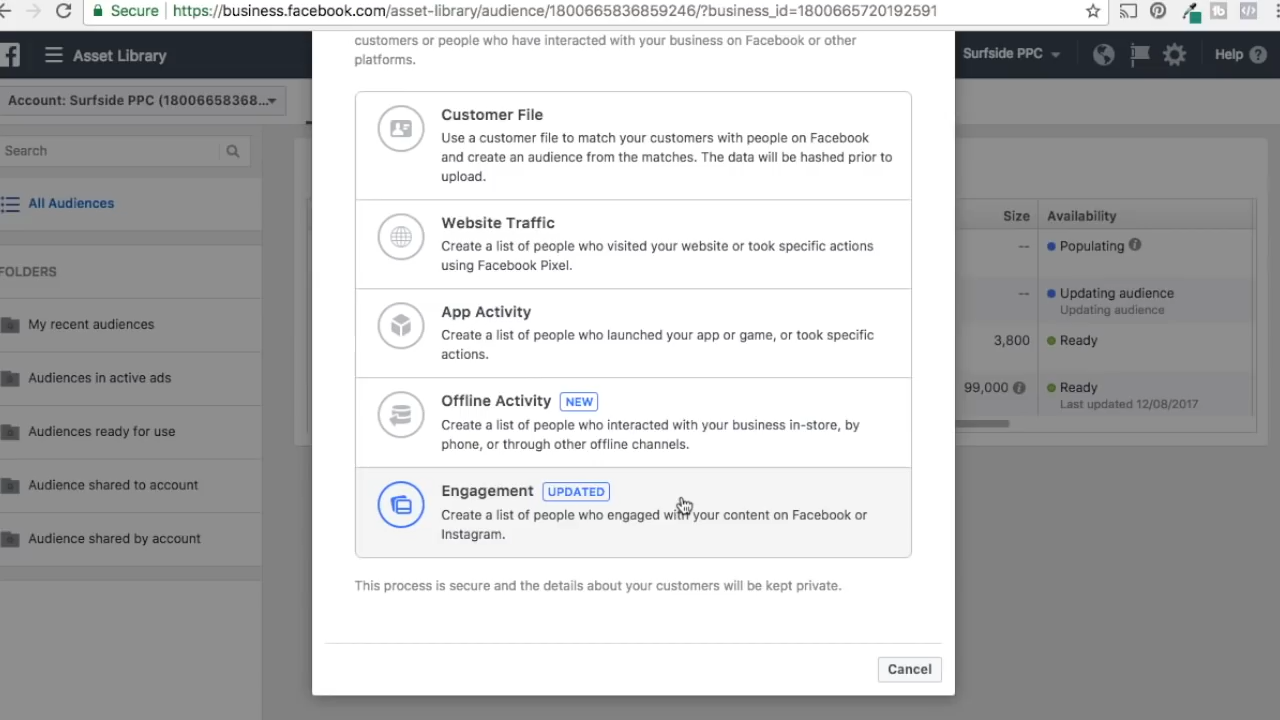 Secure https://business.facebook.com/asset-library/audience/1800665836859246/?business_id=1800665720192591
Asset Library
Surfside PPC
Help
Account: Surfside PPC (18006658368...
Search
All Audiences
FOLDERS
My recent audiences
Audiences in active ads
Audiences ready for use
Audience shared to account
Audience shared by account
customers or people who have interacted with your business on Facebook or other
platforms.
Customer File
Use a customer file to match your customers with people on Facebook
and create an audience from the matches. The data will be hashed prior to
upload.
Website Traffic
Create a list of people who visited your website or took specific actions
using Facebook Pixel.
App Activity
Create a list of people who launched your app or game, or took specific
actions.
Offline Activity NEW
Create a list of people who interacted with your business in-store, by
phone, or through other offline channels.
Engagement UPDATED
Create a list of people who engaged with your content on Facebook or
Instagram.
This process is secure and the details about your customers will be kept private.
Cancel
Size Availability
-- Populating
-- Updating audience
Updating audience
3,800 Ready
99,000 Ready
Last updated 12/08/2017